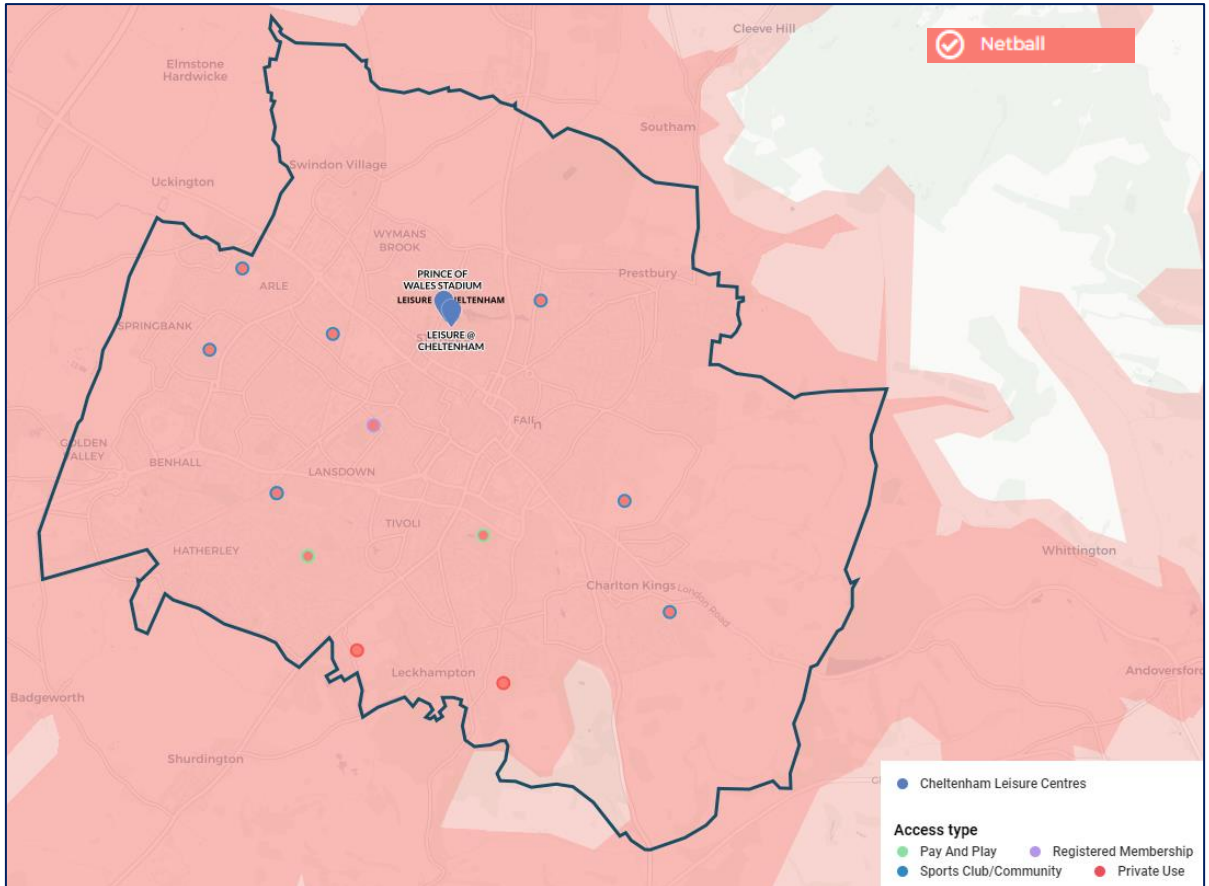 Cleeve Hill
Netball
Elmstone
Hardwicke
Southam
Swindon Village
Uckington
WYMANS
BROOK
PRINCE OF
WALES STADIUM
Prestbury
ARLE
LEISURE
CHELTENHAM
SPRINGBANK
LEISURE @
CHELTENHAM
GOLDEN
VALLEY
BENHALL
LANSDOWN
TIVOLI
HATHERLEY
Whittington
Charlton Kings
London Road
Leckhampton
Andoversford
Badgeworth
Shurdington
Cheltenham Leisure Centres
Access type
Pay And Play
Registered Membership
Sports Club/Community
Private Use